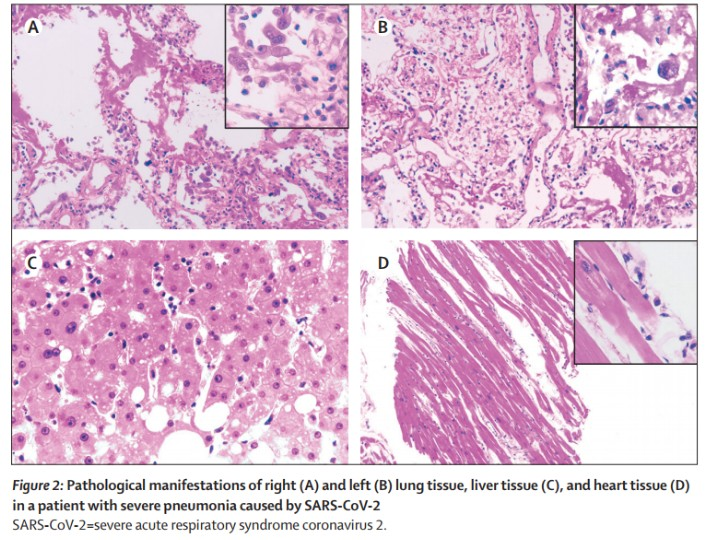 A
B
C
D
Figure 2: Pathological manifestations of right (A) and left (B) lung tissue, liver tissue (C), and heart tissue (D)
in a patient with severe pneumonia caused by SARS-CoV-2
SARS-CoV-2=severe acute respiratory syndrome coronavirus 2.